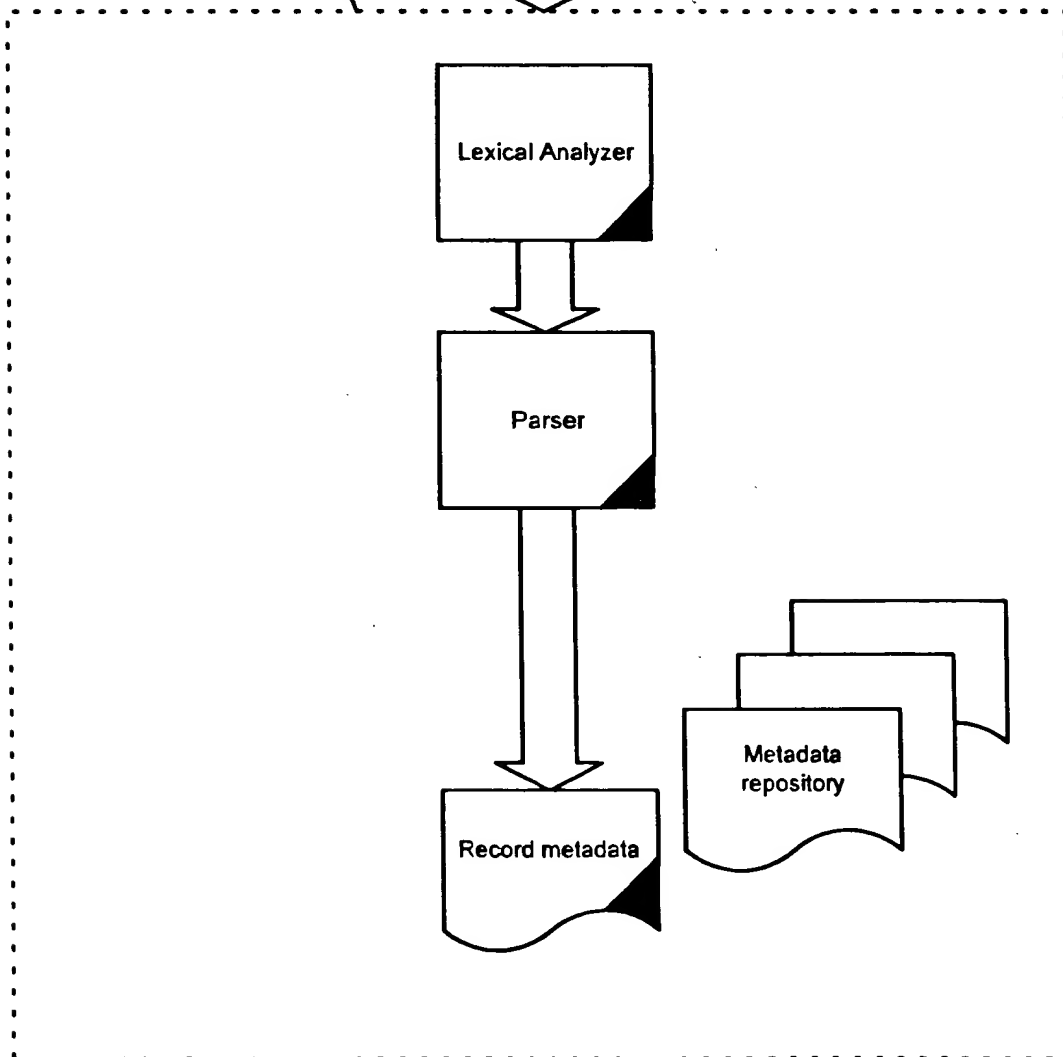 Lexical Analyzer
Parser
Metadata
repository
Record metadata